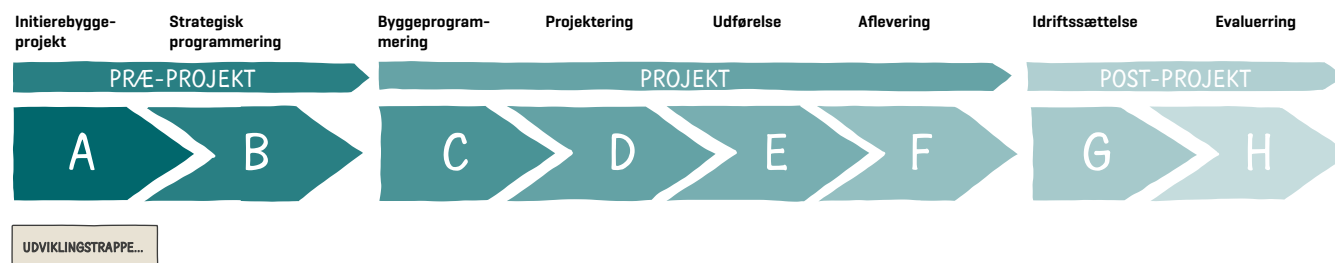 Initierebygge-
projekt
Strategisk
programmering
Byggeprogram-
mering
Projektering
Udførelse
Aflevering
Idriftssættelse
Evaluerring
PRÆ-PROJEKT
PROJEKT
POST-PROJEKT
A
B
C
D
E
F
G
H
UDVIKLINGSTRAPPE...